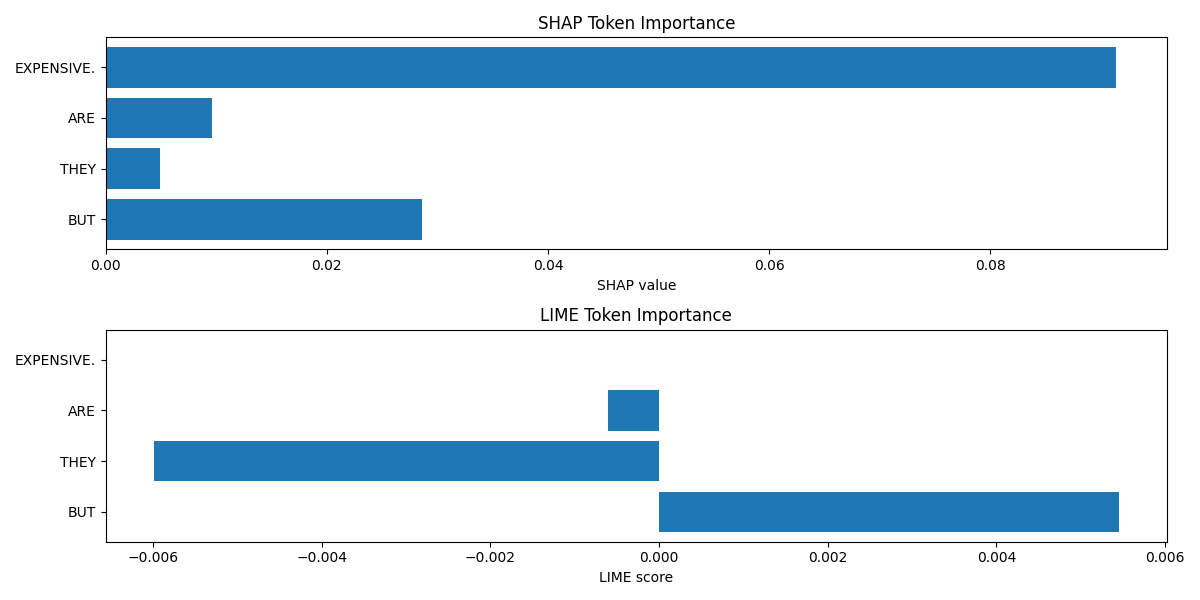 SHAP Token Importance
EXPENSIVE.
ARE
THEY
BUT
0.00 0.02 0.04 0.06 0.08
SHAP value
LIME Token Importance
EXPENSIVE.
ARE
THEY
BUT
−0.006 −0.004 −0.002 0.000 0.002 0.004 0.006
LIME score